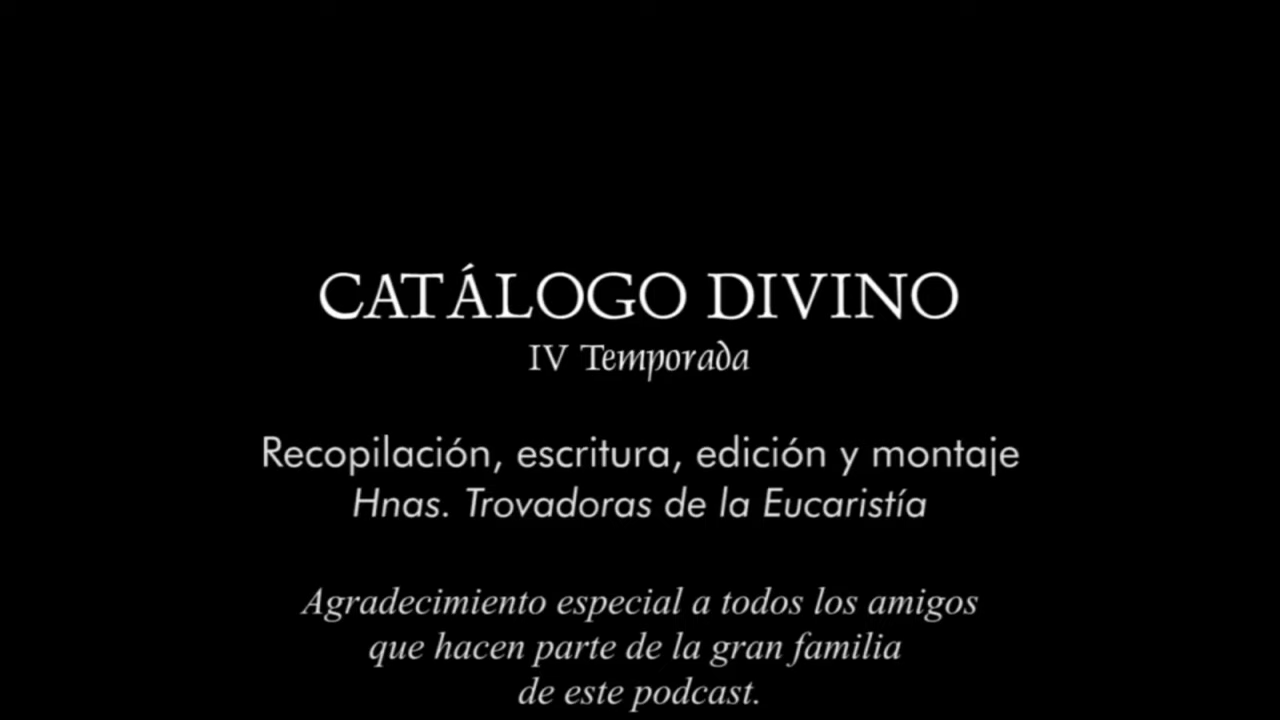 CATÁLOGO DIVINO
IV Temporada
Recopilación, escritura, edición y montaje
Hnas. Trovadoras de la Eucaristía
Agradecimiento especial a todos los amigos
que hacen parte de la gran familia
de este podcast.